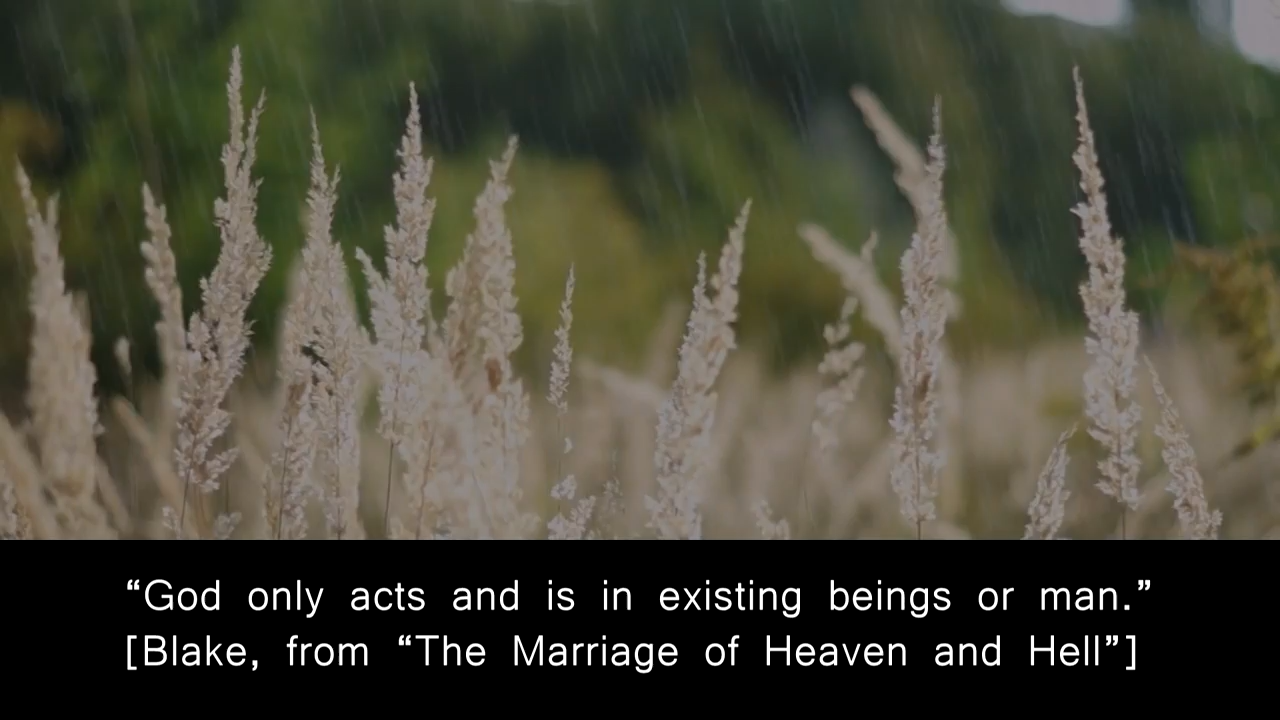 “God only acts and is in existing beings or man.”
[Blake, from “The Marriage of Heaven and Hell”]